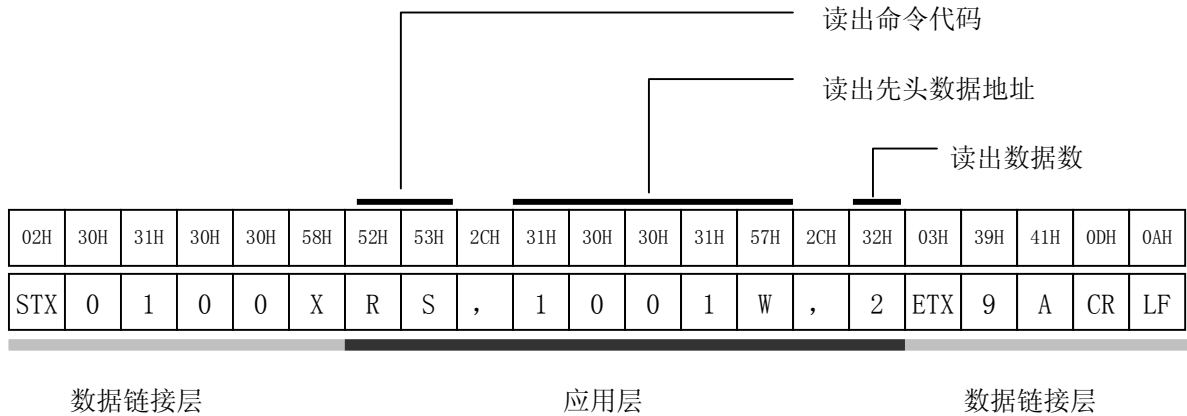 读出命令代码
读出先头数据地址
读出数据数
02H 30H 31H 30H 30H 58H 52H 53H 2CH 31H 30H 30H 31H 57H 2CH 32H 03H 39H 41H 0DH 0AH
STX 0 1 0 0 X R S , 1 0 0 1 W , 2 ETX 9 A CR LF
数据链接层 应用层 数据链接层